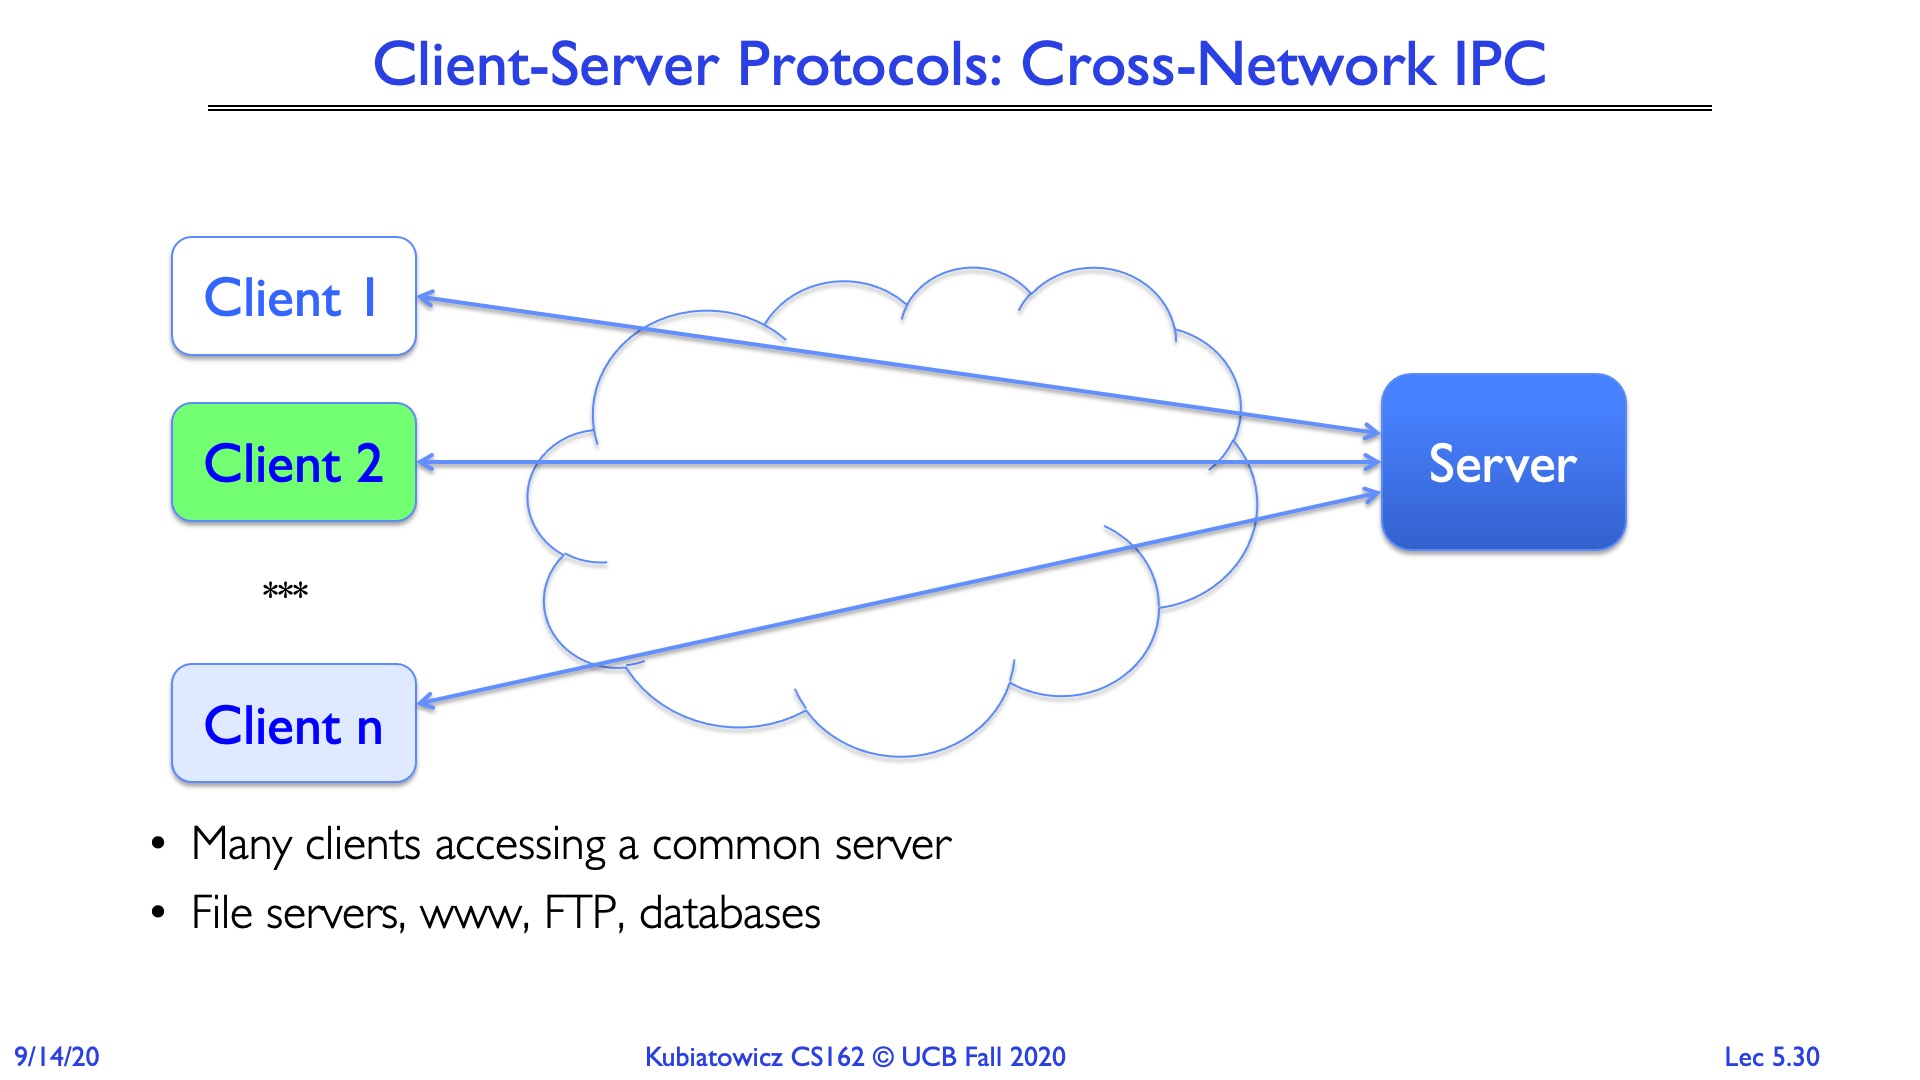 Client-Server Protocols: Cross-Network IPC
Client 1
Client 2
***
Client n
Server
• Many clients accessing a common server
• File servers, www, FTP, databases
9/14/20
Kubiatowicz CS162 © UCB Fall 2020
Lec 5.30